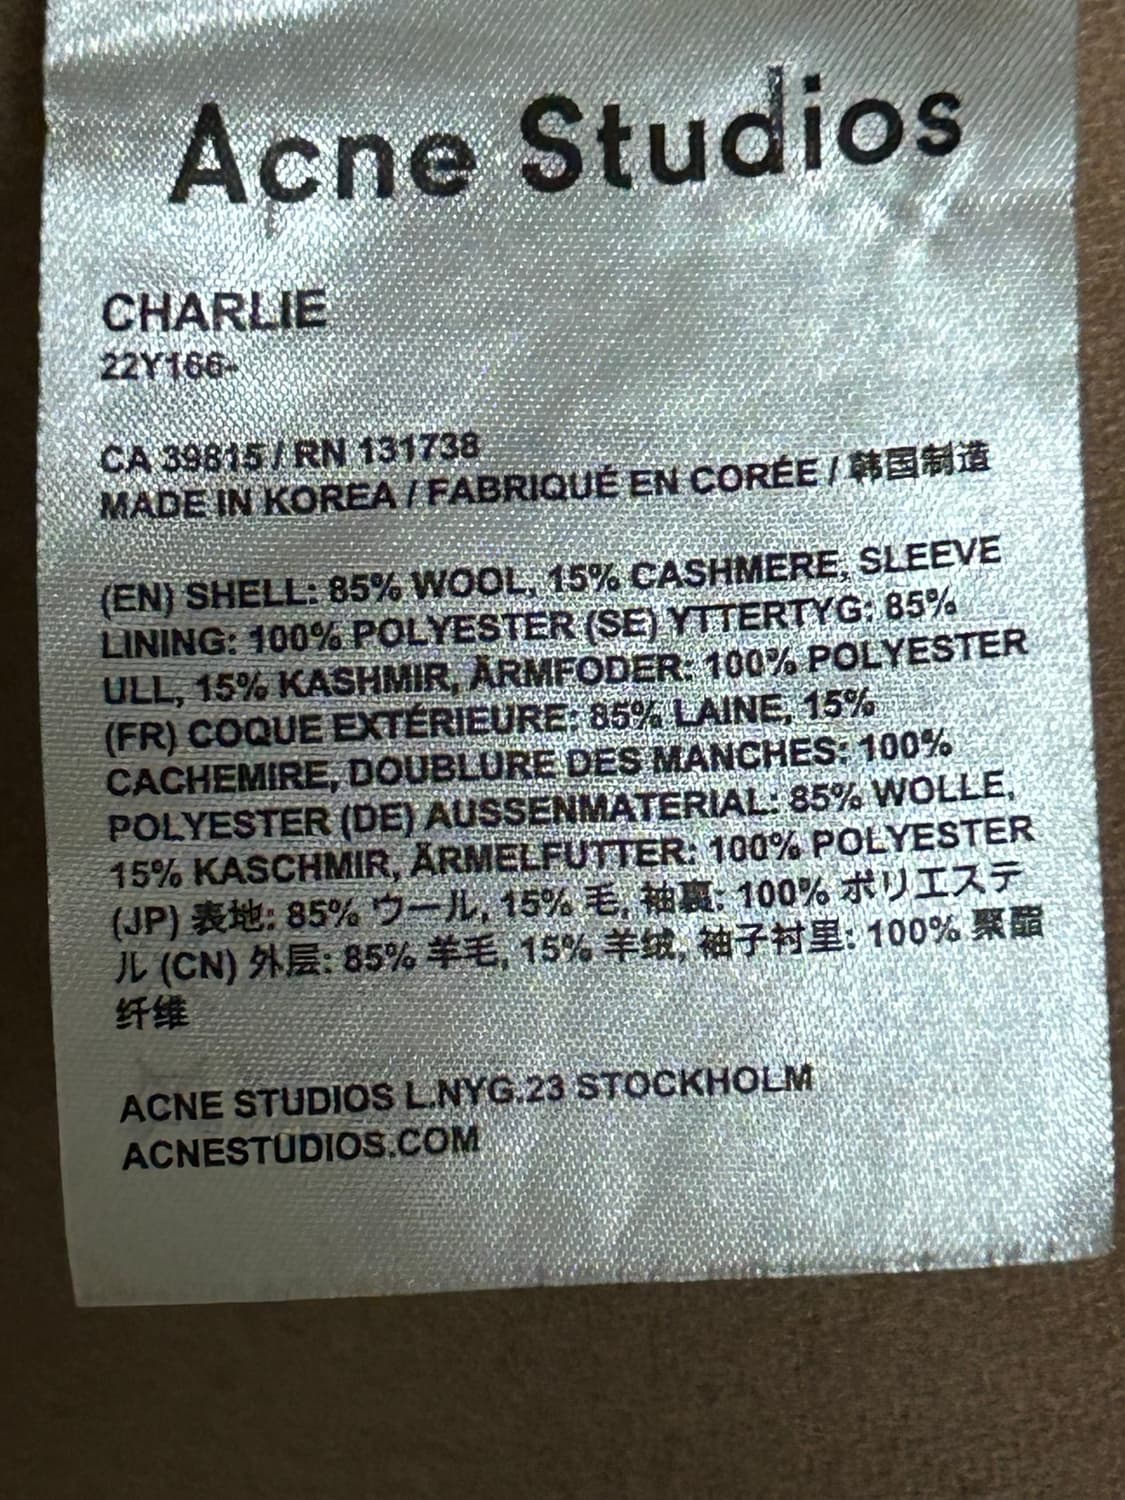 Acne Studios
CHARLIE
22Y166-
CA 39815 / RN 131738
MADE IN KOREA / FABRIQUÉ EN CORÉE / 韩国制造
(EN) SHELL: 85% WOOL, 15% CASHMERE, SLEEVE
LINING: 100% POLYESTER (SE) YTTERTYG: 85%
ULL, 15% KASHMIR, ÄRMFODER: 100% POLYESTER
(FR) COQUE EXTÉRIEURE: 85% LAINE, 15%
CACHEMIRE, DOUBLURE DES MANCHES: 100%
POLYESTER (DE) AUSSENMATERIAL: 85% WOLLE,
15% KASCHMIR, ÄRMELFUTTER: 100% POLYESTER
(JP) 表地: 85% ウール, 15% 毛, 袖裏: 100% ポリエステ
ル (CN) 外层: 85% 羊毛, 15% 羊绒, 袖子衬里: 100% 聚酯
纤维
ACNE STUDIOS L.NYG.23 STOCKHOLM
ACNESTUDIOS.COM